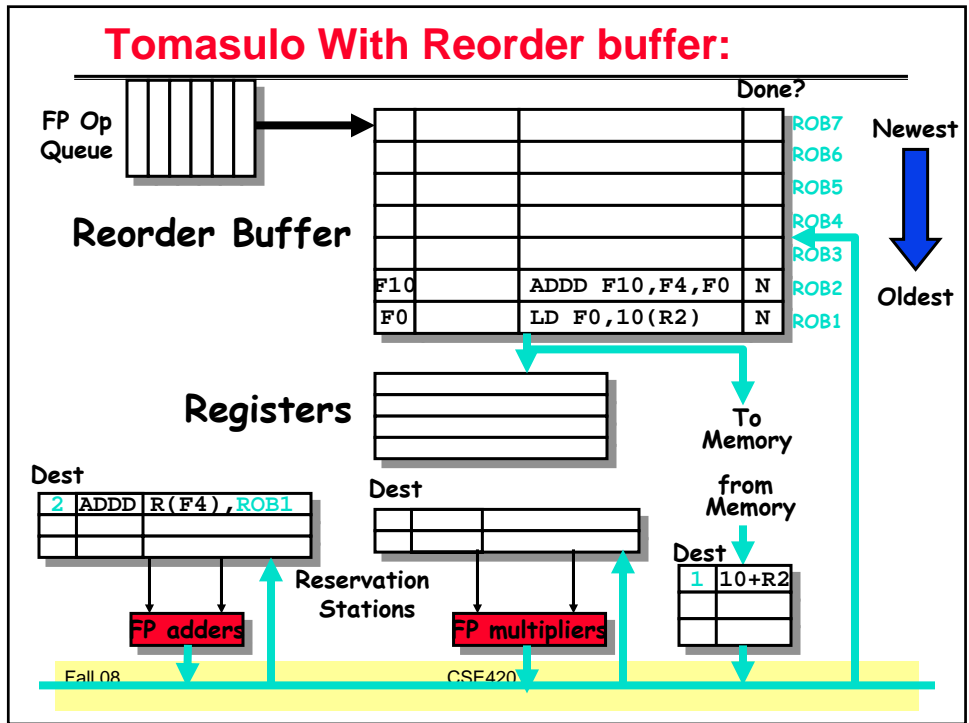 Tomasulo With Reorder buffer:
Done?
FP Op
Queue
ROB7
Newest
ROB6
ROB5
Reorder Buffer
ROB4
ROB3
F10 ADDD F10,F4,F0 N ROB2
Oldest
F0 LD F0,10(R2) N ROB1
Registers
To
Memory
Dest
2 ADDD R(F4),ROB1
Dest
from
Memory
Dest
1 10+R2
Reservation
Stations
FP adders
FP multipliers
Fall 08
CSE420